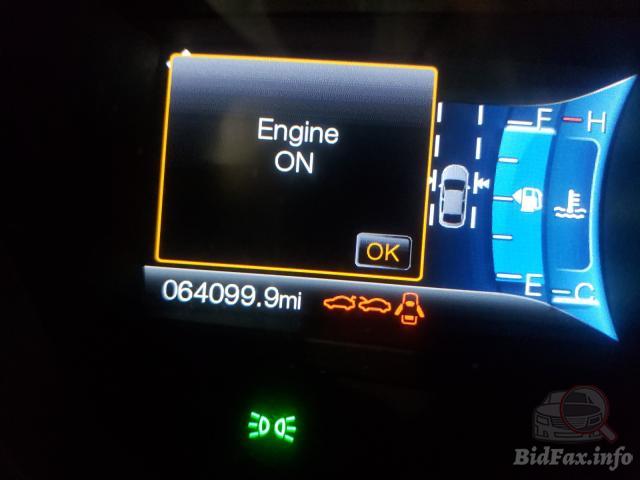 Engine
ON
OK
F
H
E
C
064099.9mi
BidFax.info